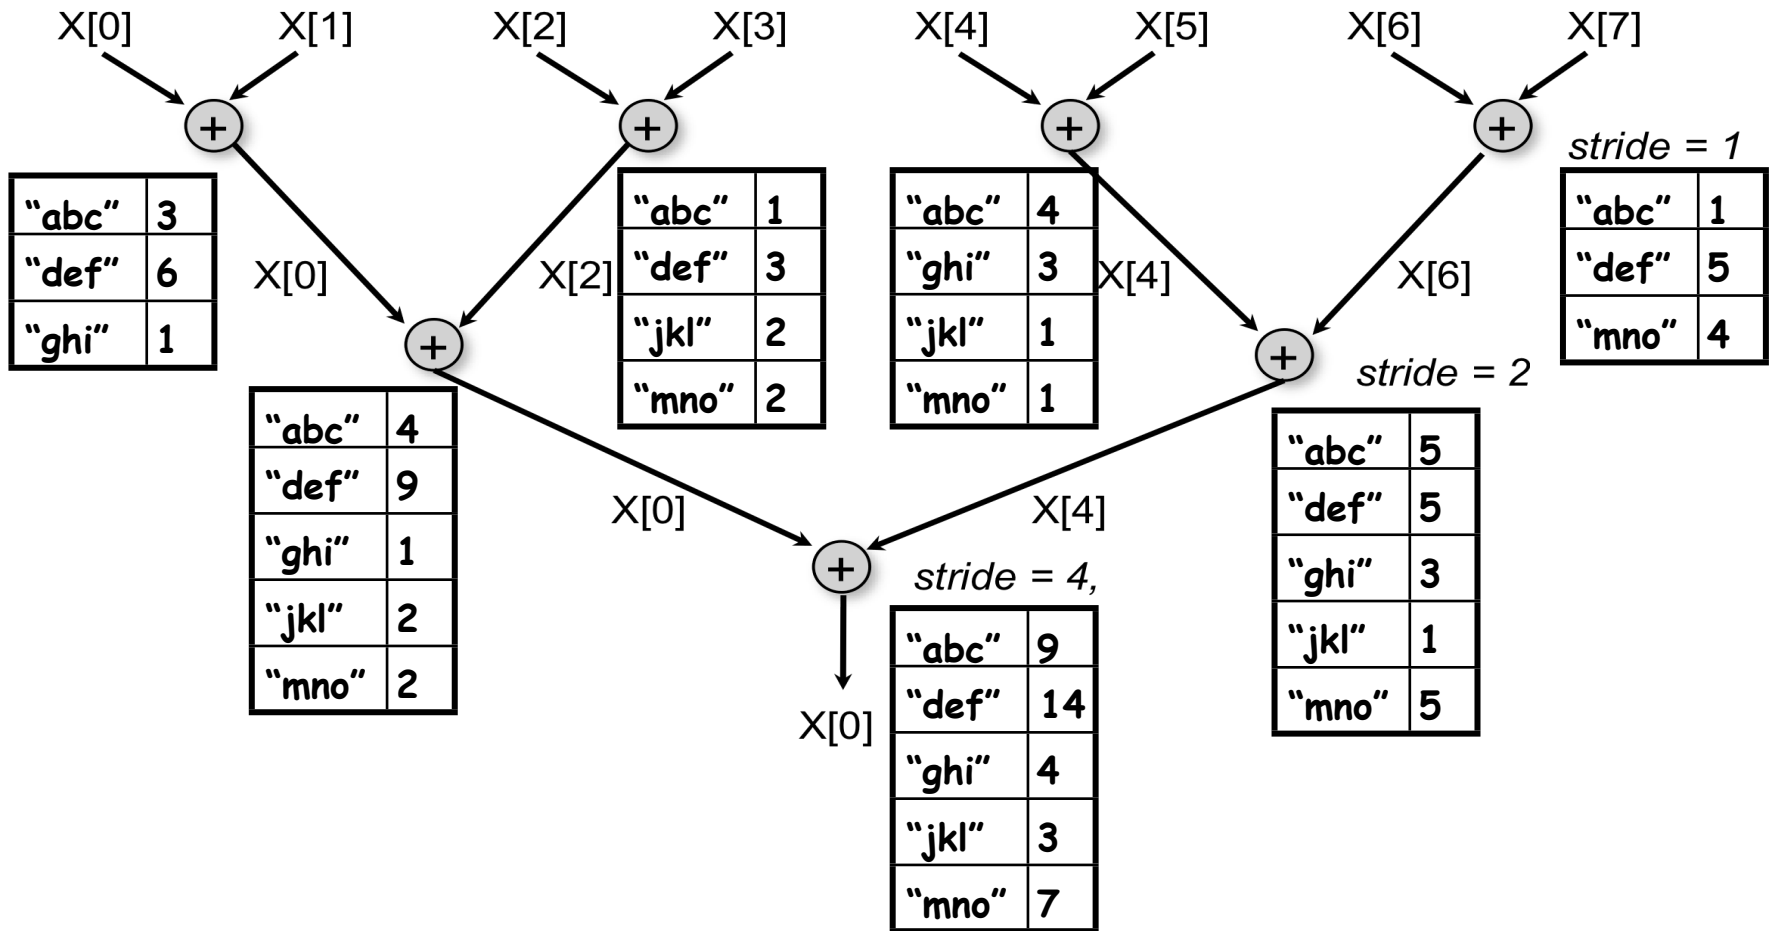 X[0] X[1] X[2] X[3] X[4] X[5] X[6] X[7]
+ + + +
stride = 1
“abc” 3
“def” 6
“ghi” 1
X[0]
X[2]
“abc” 1
“def” 3
“jkl” 2
“mno” 2
“abc” 4
“ghi” 3
“jkl” 1
“mno” 1
X[4]
X[6]
“abc” 1
“def” 5
“mno” 4
+ +
stride = 2
“abc” 4
“def” 9
“ghi” 1
“jkl” 2
“mno” 2
X[0]
X[4]
“abc” 5
“def” 5
“ghi” 3
“jkl” 1
“mno” 5
+
stride = 4,
X[0]
“abc” 9
“def” 14
“ghi” 4
“jkl” 3
“mno” 7